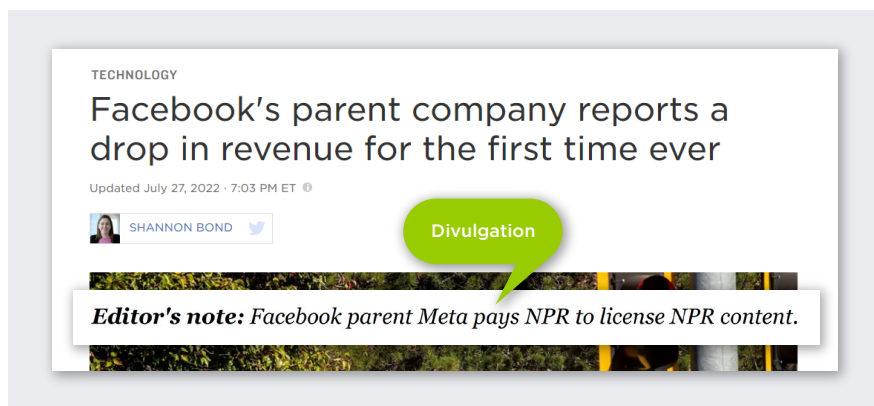 TECHNOLOGY
Facebook's parent company reports a
drop in revenue for the first time ever
Updated July 27, 2022 · 7:03 PM ET
SHANNON BOND
Divulgation
Editor's note: Facebook parent Meta pays NPR to license NPR content.